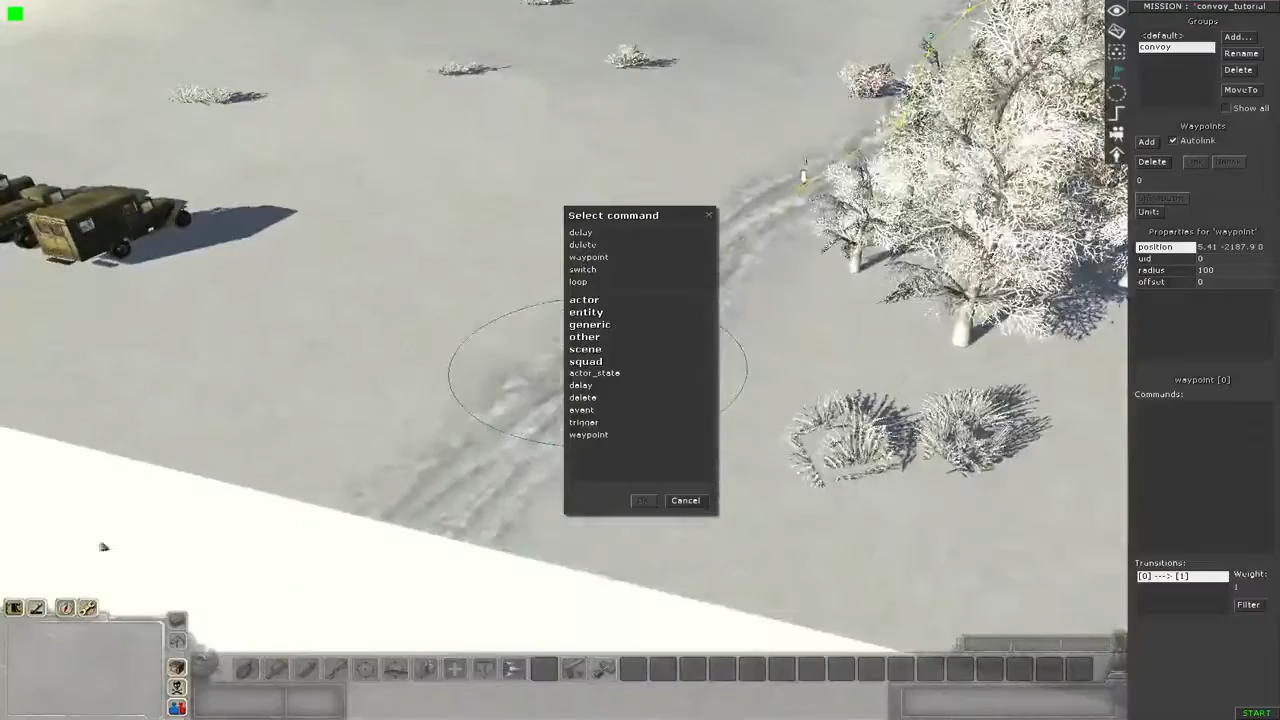 MISSION : 'convoy_tutorial
Groups
<default>
convoy
Add...
Rename
Delete
MoveTo
Show all
Waypoints
Add
Autolink
Delete
0
Unit:
Properties for 'waypoint'
position 5.41 -2187.9 0
uid 0
radius 100
offset 0
waypoint [0]
Commands:
Transitions:
[0] ---> [1]
Weight:
1
Filter
START
Select command
delay
delete
waypoint
switch
loop
actor
entity
generic
other
scene
squad
actor_state
delay
delete
event
trigger
waypoint
Cancel